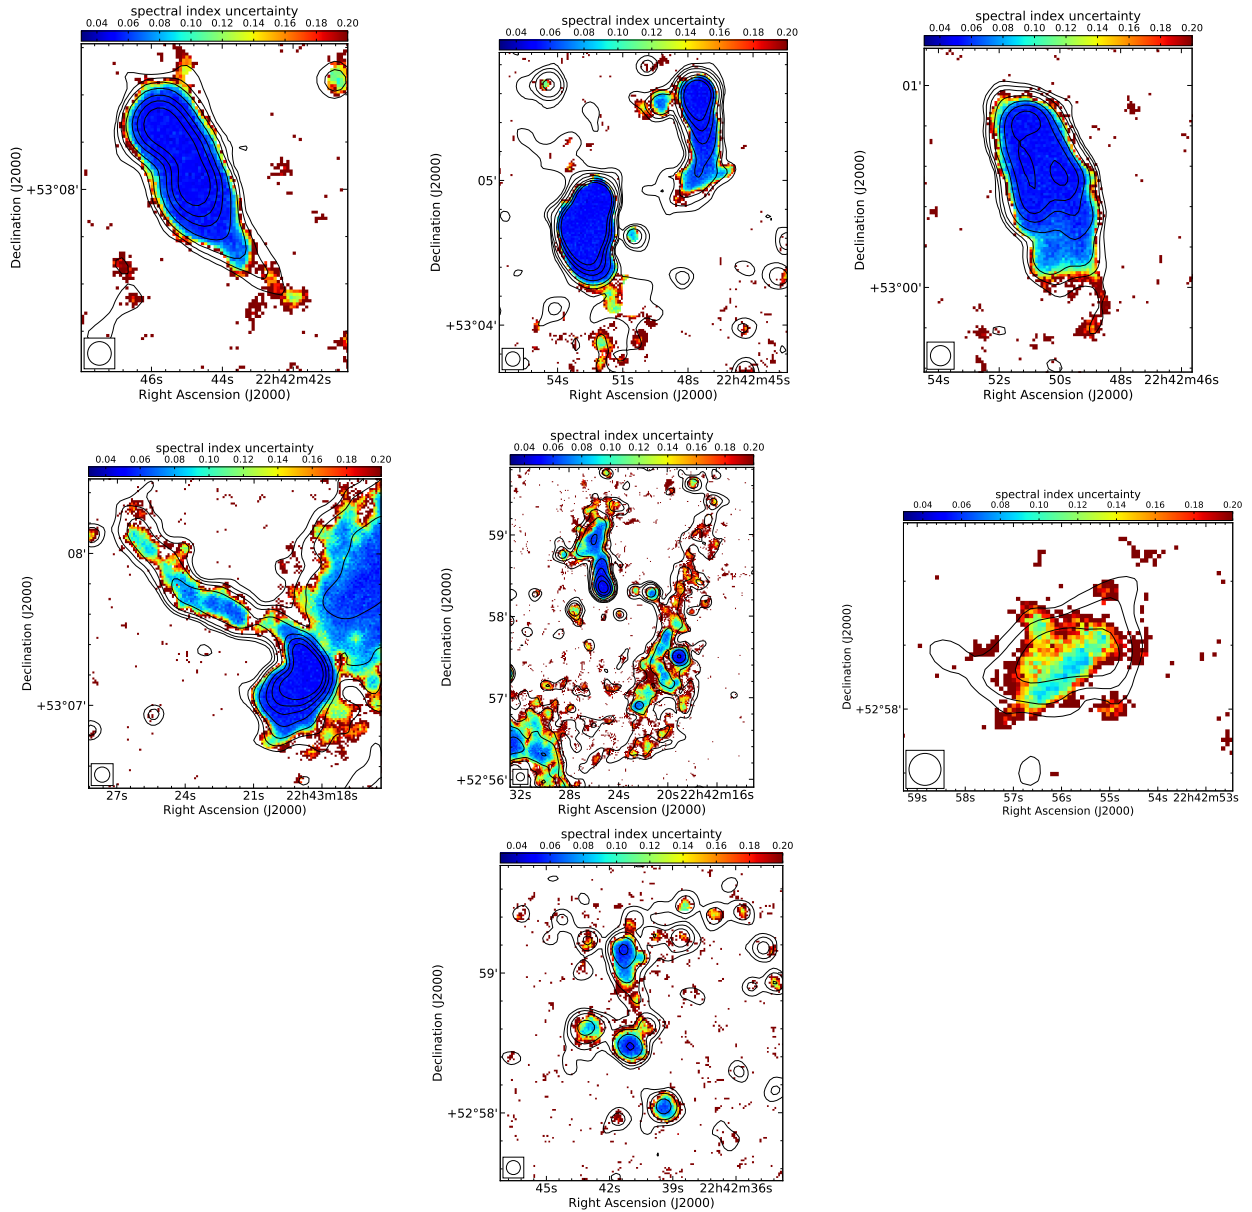 spectral index uncertainty
0.04 0.06 0.08 0.10 0.12 0.14 0.16 0.18 0.20
Declination (J2000)
+53°08'
46s 44s 22h42m42s
Right Ascension (J2000)
spectral index uncertainty
0.04 0.06 0.08 0.10 0.12 0.14 0.16 0.18 0.20
Declination (J2000)
05'
+53°04'
54s 51s 48s 22h42m45s
Right Ascension (J2000)
spectral index uncertainty
0.04 0.06 0.08 0.10 0.12 0.14 0.16 0.18 0.20
Declination (J2000)
01'
+53°00'
54s 52s 50s 48s 22h42m46s
Right Ascension (J2000)
spectral index uncertainty
0.04 0.06 0.08 0.10 0.12 0.14 0.16 0.18 0.20
Declination (J2000)
08'
+53°07'
27s 24s 21s 22h43m18s
Right Ascension (J2000)
spectral index uncertainty
0.04 0.06 0.08 0.10 0.12 0.14 0.16 0.18 0.20
Declination (J2000)
59'
58'
57'
+52°56'
32s 28s 24s 20s 22h42m16s
Right Ascension (J2000)
spectral index uncertainty
0.04 0.06 0.08 0.10 0.12 0.14 0.16 0.18 0.20
Declination (J2000)
+52°58'
59s 58s 57s 56s 55s 54s 22h42m53s
Right Ascension (J2000)
spectral index uncertainty
0.04 0.06 0.08 0.10 0.12 0.14 0.16 0.18 0.20
Declination (J2000)
59'
+52°58'
45s 42s 39s 22h42m36s
Right Ascension (J2000)